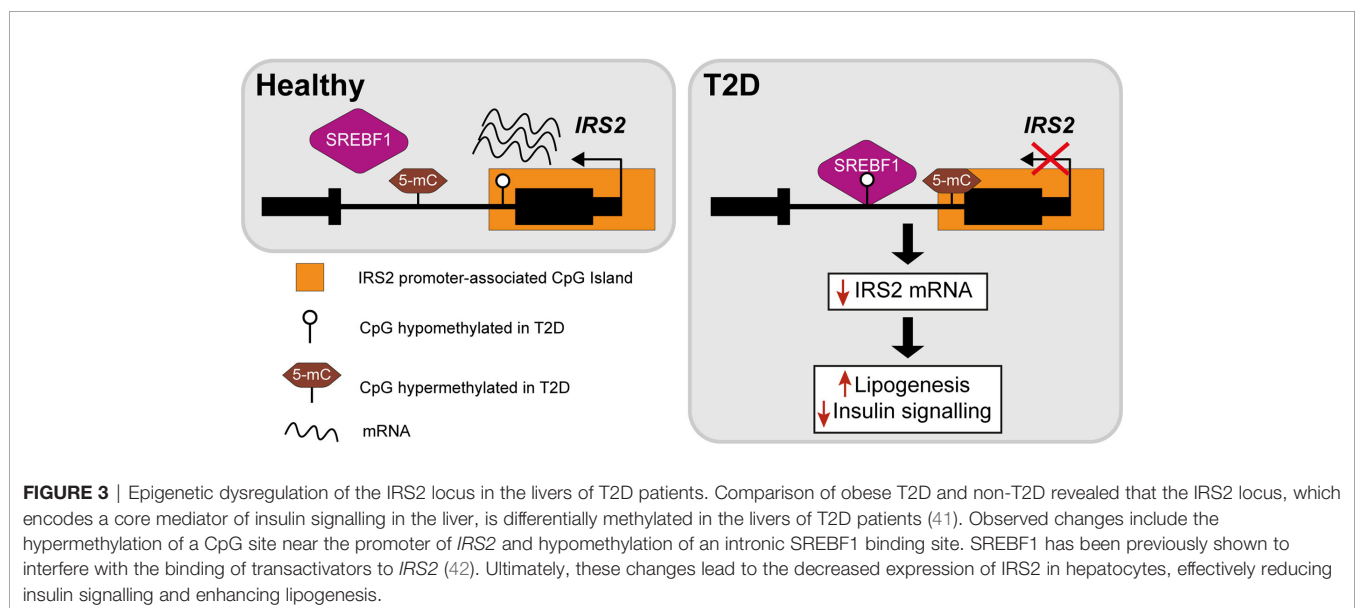 Healthy
SREBF1
IRS2
5-mC
IRS2 promoter-associated CpG Island
CpG hypomethylated in T2D
5-mC
CpG hypermethylated in T2D
mRNA
T2D
IRS2
SREBF1
5-mC
IRS2 mRNA
Lipogenesis
Insulin signalling
FIGURE 3 | Epigenetic dysregulation of the IRS2 locus in the livers of T2D patients. Comparison of obese T2D and non-T2D revealed that the IRS2 locus, which
encodes a core mediator of insulin signalling in the liver, is differentially methylated in the livers of T2D patients (41). Observed changes include the
hypermethylation of a CpG site near the promoter of IRS2 and hypomethylation of an intronic SREBF1 binding site. SREBF1 has been previously shown to
interfere with the binding of transactivators to IRS2 (42). Ultimately, these changes lead to the decreased expression of IRS2 in hepatocytes, effectively reducing
insulin signalling and enhancing lipogenesis.